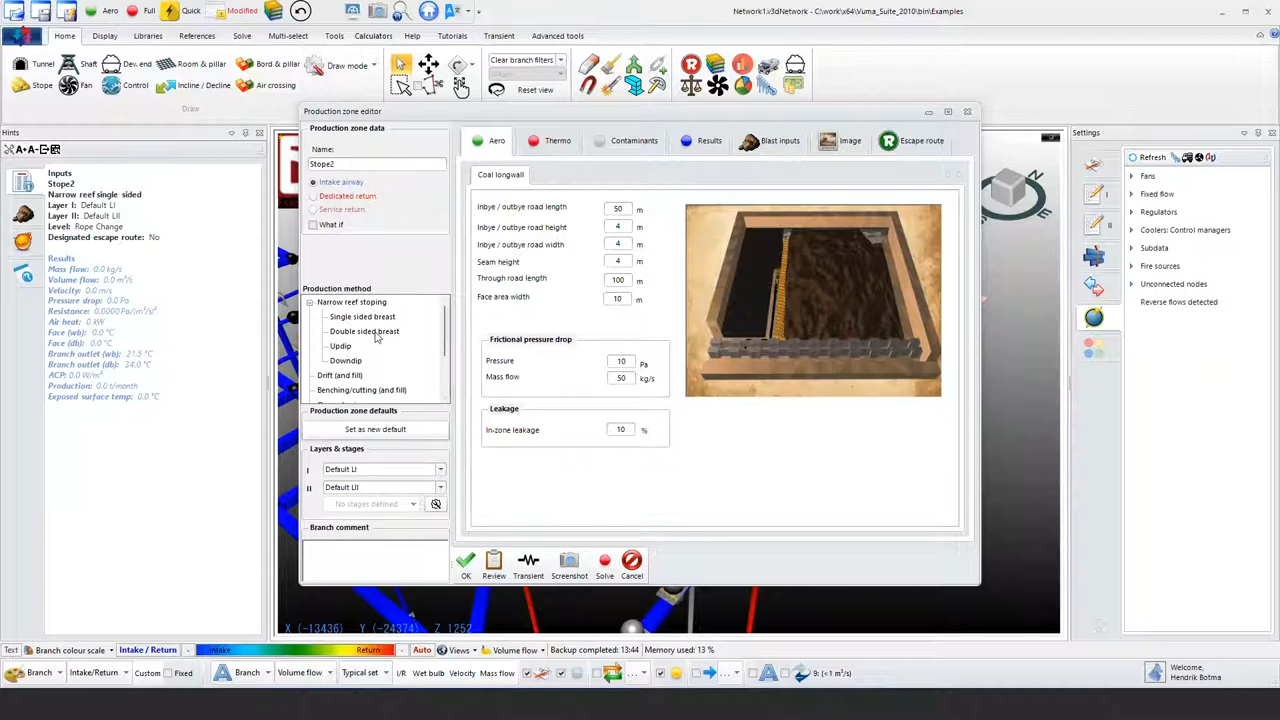 Aero Full Quick Modified
Network1.v3dNetwork - C:\work\x64\Vuma_Suite_2010\bin\Examples
Home Display Libraries References Solve Multi-select Tools Calculators Help Tutorials Transient Advanced tools
Tunnel Shaft Dev. end Room & pillar Bord & pillar Draw mode Clear branch filters
Stope Fan Control Incline / Decline Air crossing Reset view
Draw
Hints
Production zone editor
Settings
A+A-
Inputs
Stope2
Narrow reef single sided
Layer I: Default LI
Layer II: Default LII
Level: Rope Change
Designated escape route: No
Results
Mass flow: 0.0 kg/s
Volume flow: 0.0 m³/s
Velocity: 0.0 m/s
Pressure drop: 0.0 Pa
Resistance: 0.0000Pa.s²/m⁶
Air heat: 0 kW
Face (wb): 0.0 °C
Face (db): 0.0 °C
Branch outlet (wb): 21.5 °C
Branch outlet (db): 34.0 °C
ACP: 0.0 W/m²
Production: 0.0 t/month
Exposed surface temp: 0.0 °C
Production zone data
Name:
Stope2
Intake airway
Dedicated return
Service return
What if
Production method
Narrow reef stoping
Single sided breast
Double sided breast
Updip
Downdip
Drift (and fill)
Benching/cutting (and fill)
Production zone defaults
Set as new default
Layers & stages
I Default LI
II Default LII
No stages defined
Branch comment
Aero Thermo Contaminants Results Blast inputs Image Escape route
Coal longwall
Inbye / outbye road length 50 m
Inbye / outbye road height 4 m
Inbye / outbye road width 4 m
Seam height 4 m
Through road length 100 m
Face area width 10 m
Frictional pressure drop
Pressure 10 Pa
Mass flow 50 kg/s
Leakage
In-zone leakage 10 %
OK Review Transient Screenshot Solve Cancel
N
Refresh
Fans
Fixed flow
Regulators
Coolers: Control managers
Subdata
Fire sources
Unconnected nodes
Reverse flows detected
X (-13436) Y (-24374) Z 1252
Text Branch colour scale Intake / Return Intake Return Auto Views Volume flow Backup completed: 13:44 Memory used: 13 %
Branch Intake/Return Custom Fixed Branch Volume flow Typical set I/R Wet bulb Velocity Mass flow 9: (<1 m³/s)
Welcome,
Hendrik Botma